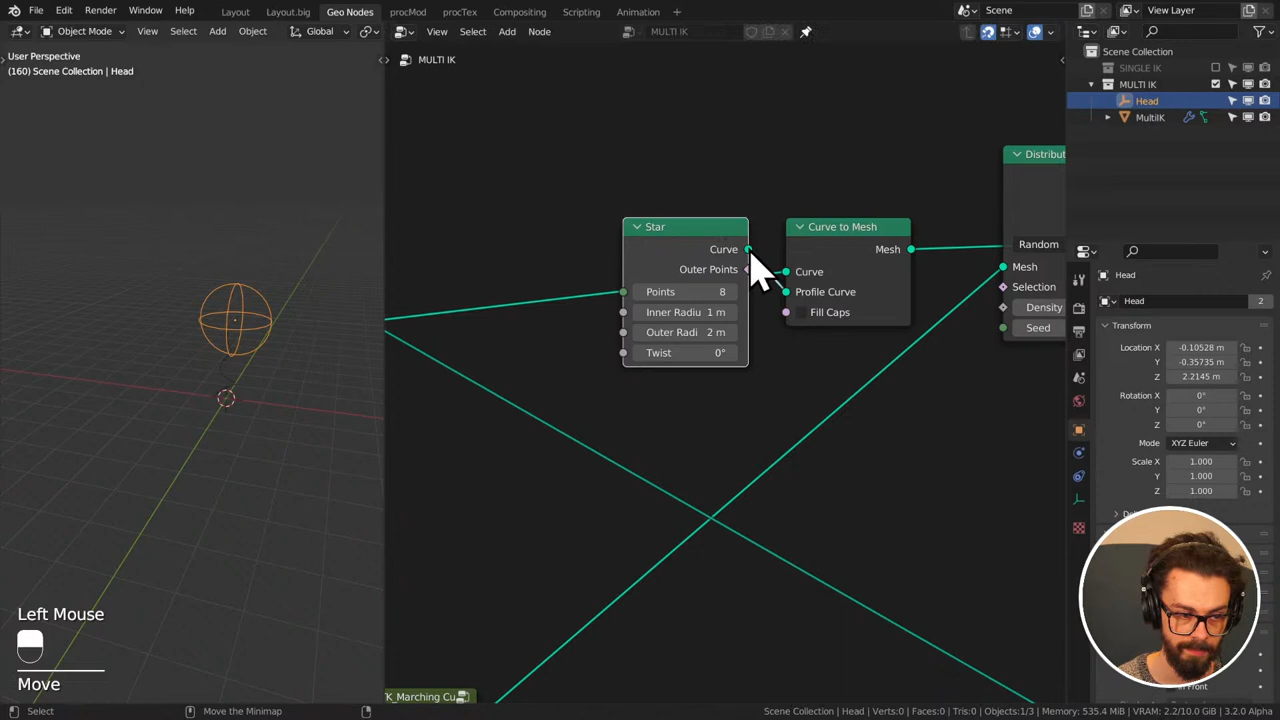 File Edit Render Window Help Layout Layout.big Geo Nodes procMod procTex Compositing Scripting Animation + Scene View Layer
Object Mode View Select Add Object Global View Select Add Node MULTI IK
User Perspective
(160) Scene Collection | Head
MULTI IK
Scene Collection
SINGLE IK
MULTI IK
Head
MultiIK
Star
Curve
Outer Points
Points 8
Inner Radiu 1 m
Outer Radi 2 m
Twist 0°
Curve to Mesh
Mesh
Curve
Profile Curve
Fill Caps
Distribut
Random
Mesh
Selection
Density
Seed
Head
Head 2
Transform
Location X -0.10528 m
Y -0.35735 m
Z 2.2145 m
Rotation X 0°
Y 0°
Z 0°
Mode XYZ Euler
Scale X 1.000
Y 1.000
Z 1.000
In Front
Left Mouse
Move
K_Marching Cu
Select Move the Minimap Scene Collection | Head | Verts:0 | Faces:0 | Tris:0 | Objects:1/3 | Memory: 535.4 MiB | VRAM: 2.2/10.0 GiB | 3.2.0 Alpha